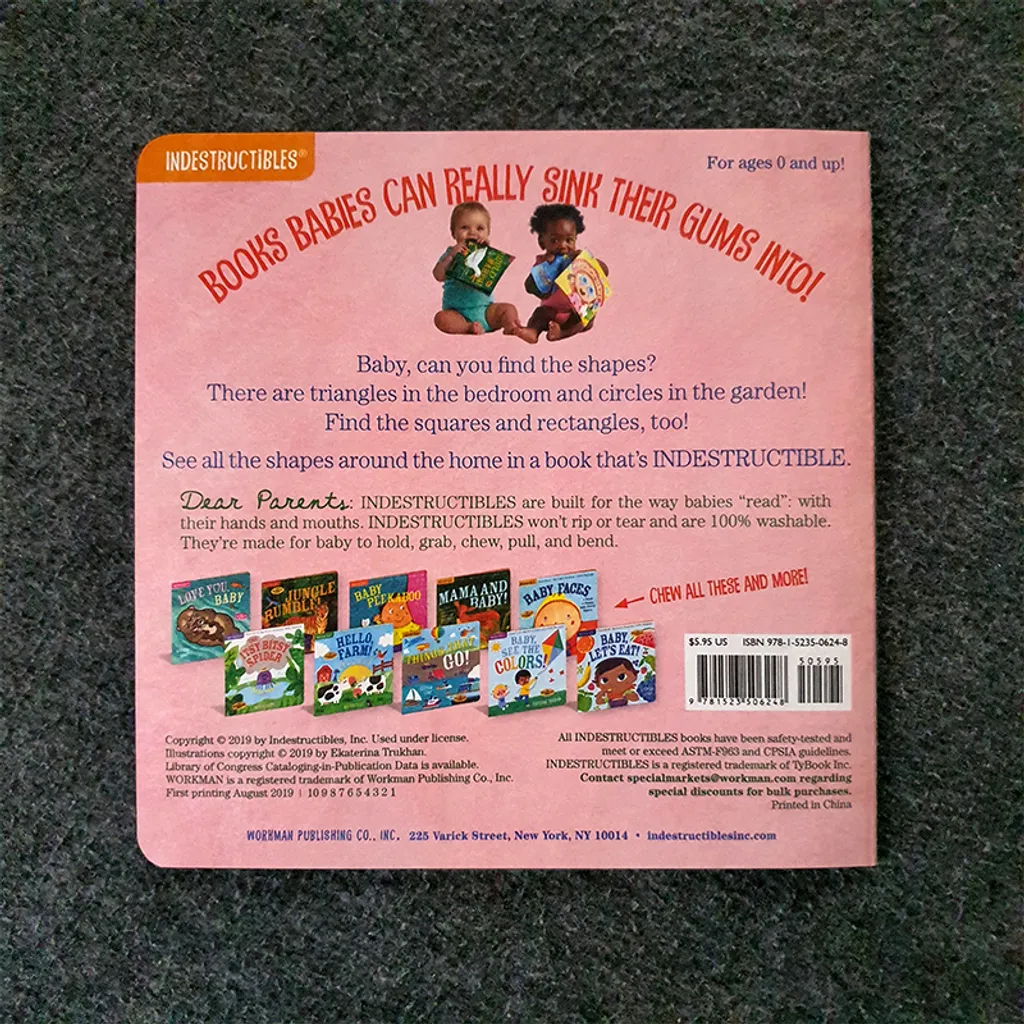 INDESTRUCTIBLES®
For ages 0 and up!
BOOKS BABIES CAN REALLY SINK THEIR GUMS INTO!
Baby, can you find the shapes?
There are triangles in the bedroom and circles in the garden!
Find the squares and rectangles, too!
See all the shapes around the home in a book that's INDESTRUCTIBLE.
Dear Parents: INDESTRUCTIBLES are built for the way babies "read": with
their hands and mouths. INDESTRUCTIBLES won't rip or tear and are 100% washable.
They're made for baby to hold, grab, chew, pull, and bend.
LOVE YOU,
BABY
JUNGLE
RUMBLE!
BABY
PEEKABOO
MAMA AND
BABY!
BABY FACES
CHEW ALL THESE AND MORE!
ITSY BITSY
SPIDER
HELLO,
FARM!
THINGS THAT
GO!
BABY,
SEE THE
COLORS!
BABY,
LET'S EAT!
$5.95 US ISBN 978-1-5235-0624-8
50595
9 781523 506248
Copyright © 2019 by Indestructibles, Inc. Used under license.
Illustrations copyright © 2019 by Ekaterina Trukhan.
Library of Congress Cataloging-in-Publication Data is available.
WORKMAN is a registered trademark of Workman Publishing Co., Inc.
First printing August 2019 | 10 9 8 7 6 5 4 3 2 1
All INDESTRUCTIBLES books have been safety-tested and
meet or exceed ASTM-F963 and CPSIA guidelines.
INDESTRUCTIBLES is a registered trademark of TyBook Inc.
Contact specialmarkets@workman.com regarding
special discounts for bulk purchases.
Printed in China
WORKMAN PUBLISHING CO., INC. 225 Varick Street, New York, NY 10014 • indestructiblesinc.com